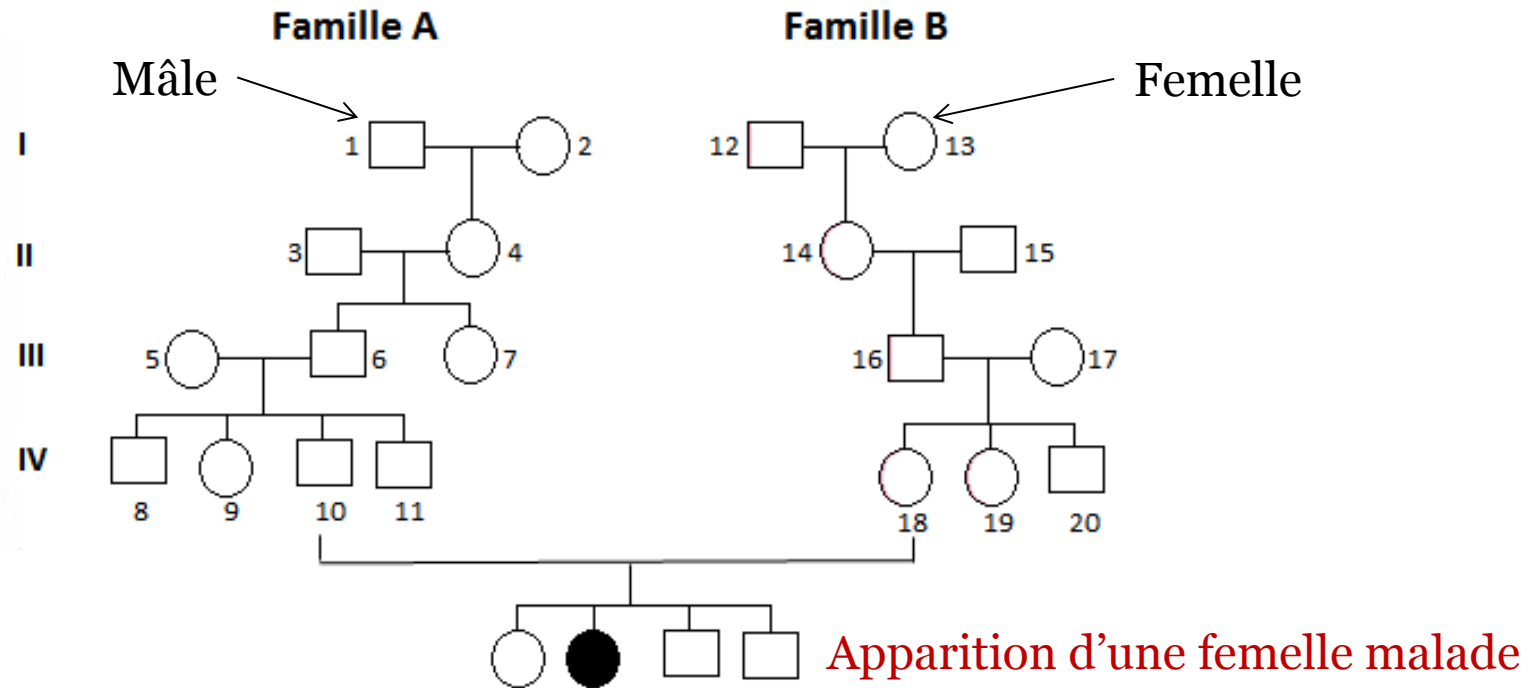 Famille A Famille B
Mâle Femelle
I 1 2 12 13
II 3 4 14 15
III 5 6 7 16 17
IV
8 9 10 11 18 19 20
Apparition d’une femelle malade